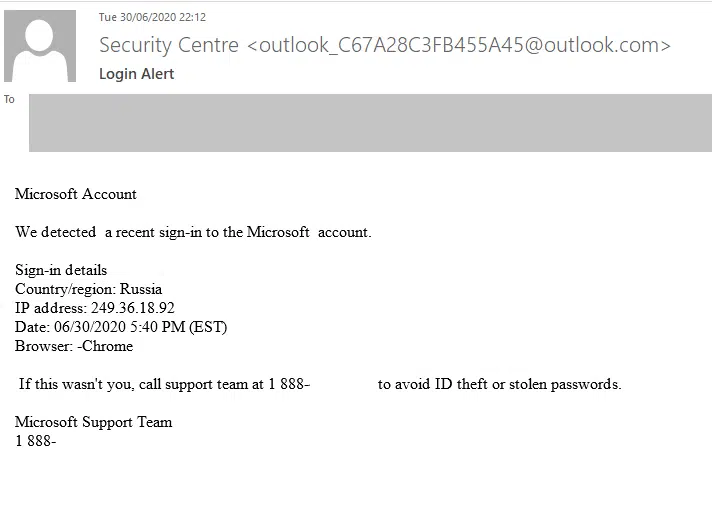 Tue 30/06/2020 22:12
Security Centre <outlook_C67A28C3FB455A45@outlook.com>
Login Alert
To
Microsoft Account
We detected  a recent sign-in to the Microsoft  account.
Sign-in details
Country/region: Russia
IP address: 249.36.18.92
Date: 06/30/2020 5:40 PM (EST)
Browser: -Chrome
If this wasn't you, call support team at 1 888- to avoid ID theft or stolen passwords.
Microsoft Support Team
1 888-